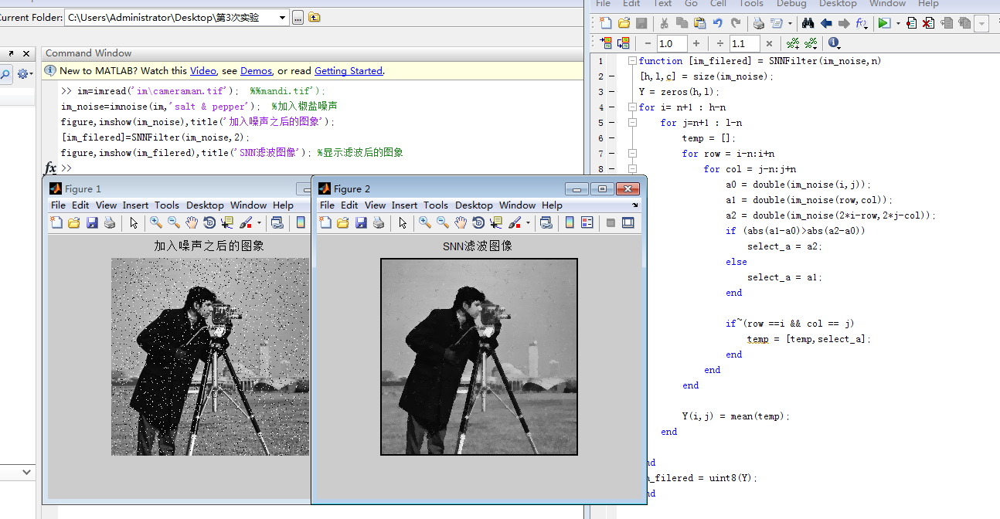 urrent Folder: C:\Users\Administrator\Desktop\第3次实验
Command Window
New to MATLAB? Watch this Video, see Demos, or read Getting Started.
>> im=imread('im\cameraman.tif');  %%mandi.tif');
im_noise=imnoise(im,'salt & pepper');  %加入椒盐噪声
figure,imshow(im_noise),title('加入噪声之后的图象');
[im_filered]=SNNFilter(im_noise,2);
figure,imshow(im_filered),title('SNN滤波图像'); %显示滤波后的图象
fx >>
Figure 1
File Edit View Insert Tools Desktop Window Help
加入噪声之后的图象
Figure 2
File Edit View Insert Tools Desktop Window Help
SNN滤波图像
File Edit Text Go Cell Tools Debug Desktop Window Help
− 1.0 + ÷ 1.1 ×
1 function [im_filered] = SNNFilter(im_noise,n)
2 − [h,l,c] = size(im_noise);
3 − Y = zeros(h,l);
4 − for i= n+1 : h-n
5 − for j=n+1 : l-n
6 − temp = [];
7 − for row = i-n:i+n
8 − for col = j-n:j+n
a0 = double(im_noise(i,j));
a1 = double(im_noise(row,col));
a2 = double(im_noise(2*i-row,2*j-col));
if (abs(a1-a0)>abs(a2-a0))
select_a = a2;
else
select_a = a1;
end
if~(row ==i && col == j)
temp = [temp,select_a];
end
end
end
Y(i,j) = mean(temp);
end
nd
_filered = uint8(Y);
nd